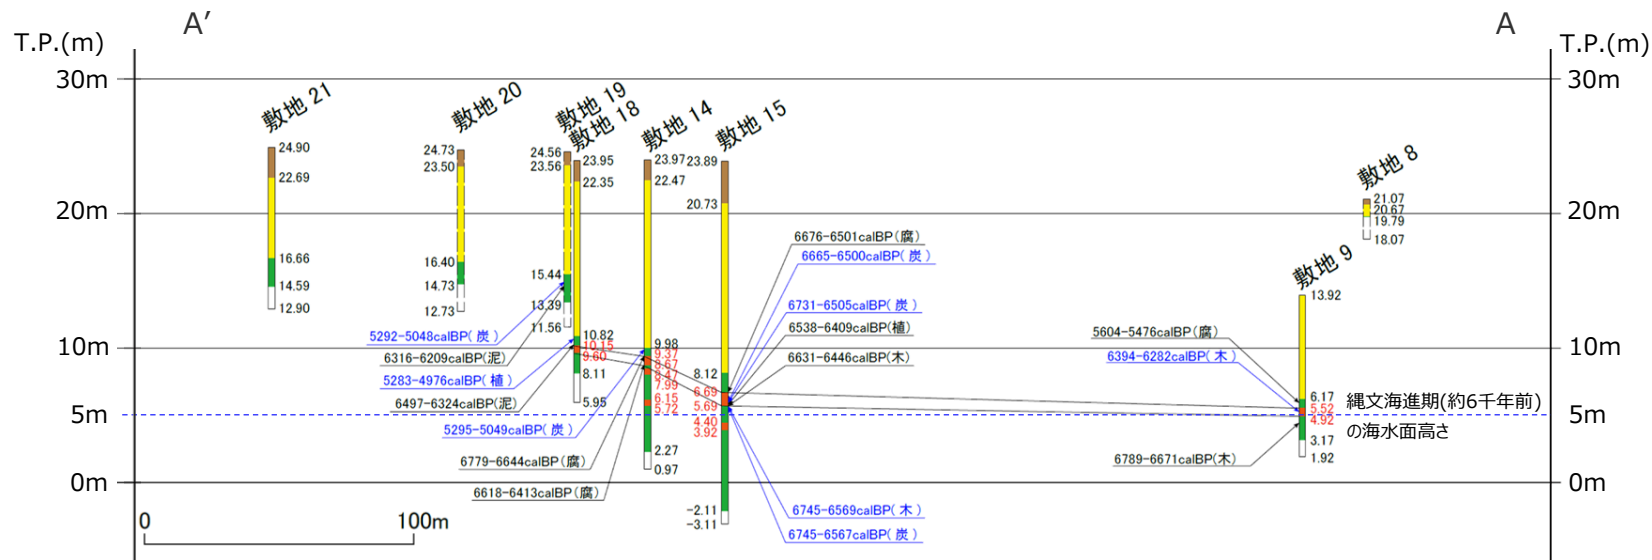 A′
A
T.P.(m)
T.P.(m)
30m
30m
敷地 21
敷地 20
敷地 19
敷地 18
敷地 14
敷地 15
敷地 8
敷地 9
24.90
22.69
16.66
14.59
12.90
24.73
23.50
16.40
14.73
12.73
24.56
23.56
15.44
13.39
11.56
23.95
22.35
10.82
10.15
9.60
8.11
5.95
23.97
22.47
9.98
9.37
8.67
8.47
7.99
6.15
5.72
2.27
0.97
23.89
20.73
8.12
6.69
5.69
4.40
3.92
-2.11
-3.11
21.07
20.67
19.79
18.07
13.92
6.17
5.52
4.92
3.17
1.92
20m
20m
10m
10m
5m
5m
0m
0m
5292-5048calBP( 炭 )
6316-6209calBP(泥)
5283-4976calBP( 植 )
6497-6324calBP(泥)
5295-5049calBP( 炭 )
6779-6644calBP(腐)
6618-6413calBP(腐)
6676-6501calBP(腐)
6665-6500calBP( 炭 )
6731-6505calBP( 炭 )
6538-6409calBP(植)
6631-6446calBP(木)
6745-6569calBP( 木 )
6745-6567calBP( 炭 )
5604-5476calBP(腐)
6394-6282calBP( 木 )
6789-6671calBP(木)
縄文海進期(約6千年前)
の海水面高さ
0
100m